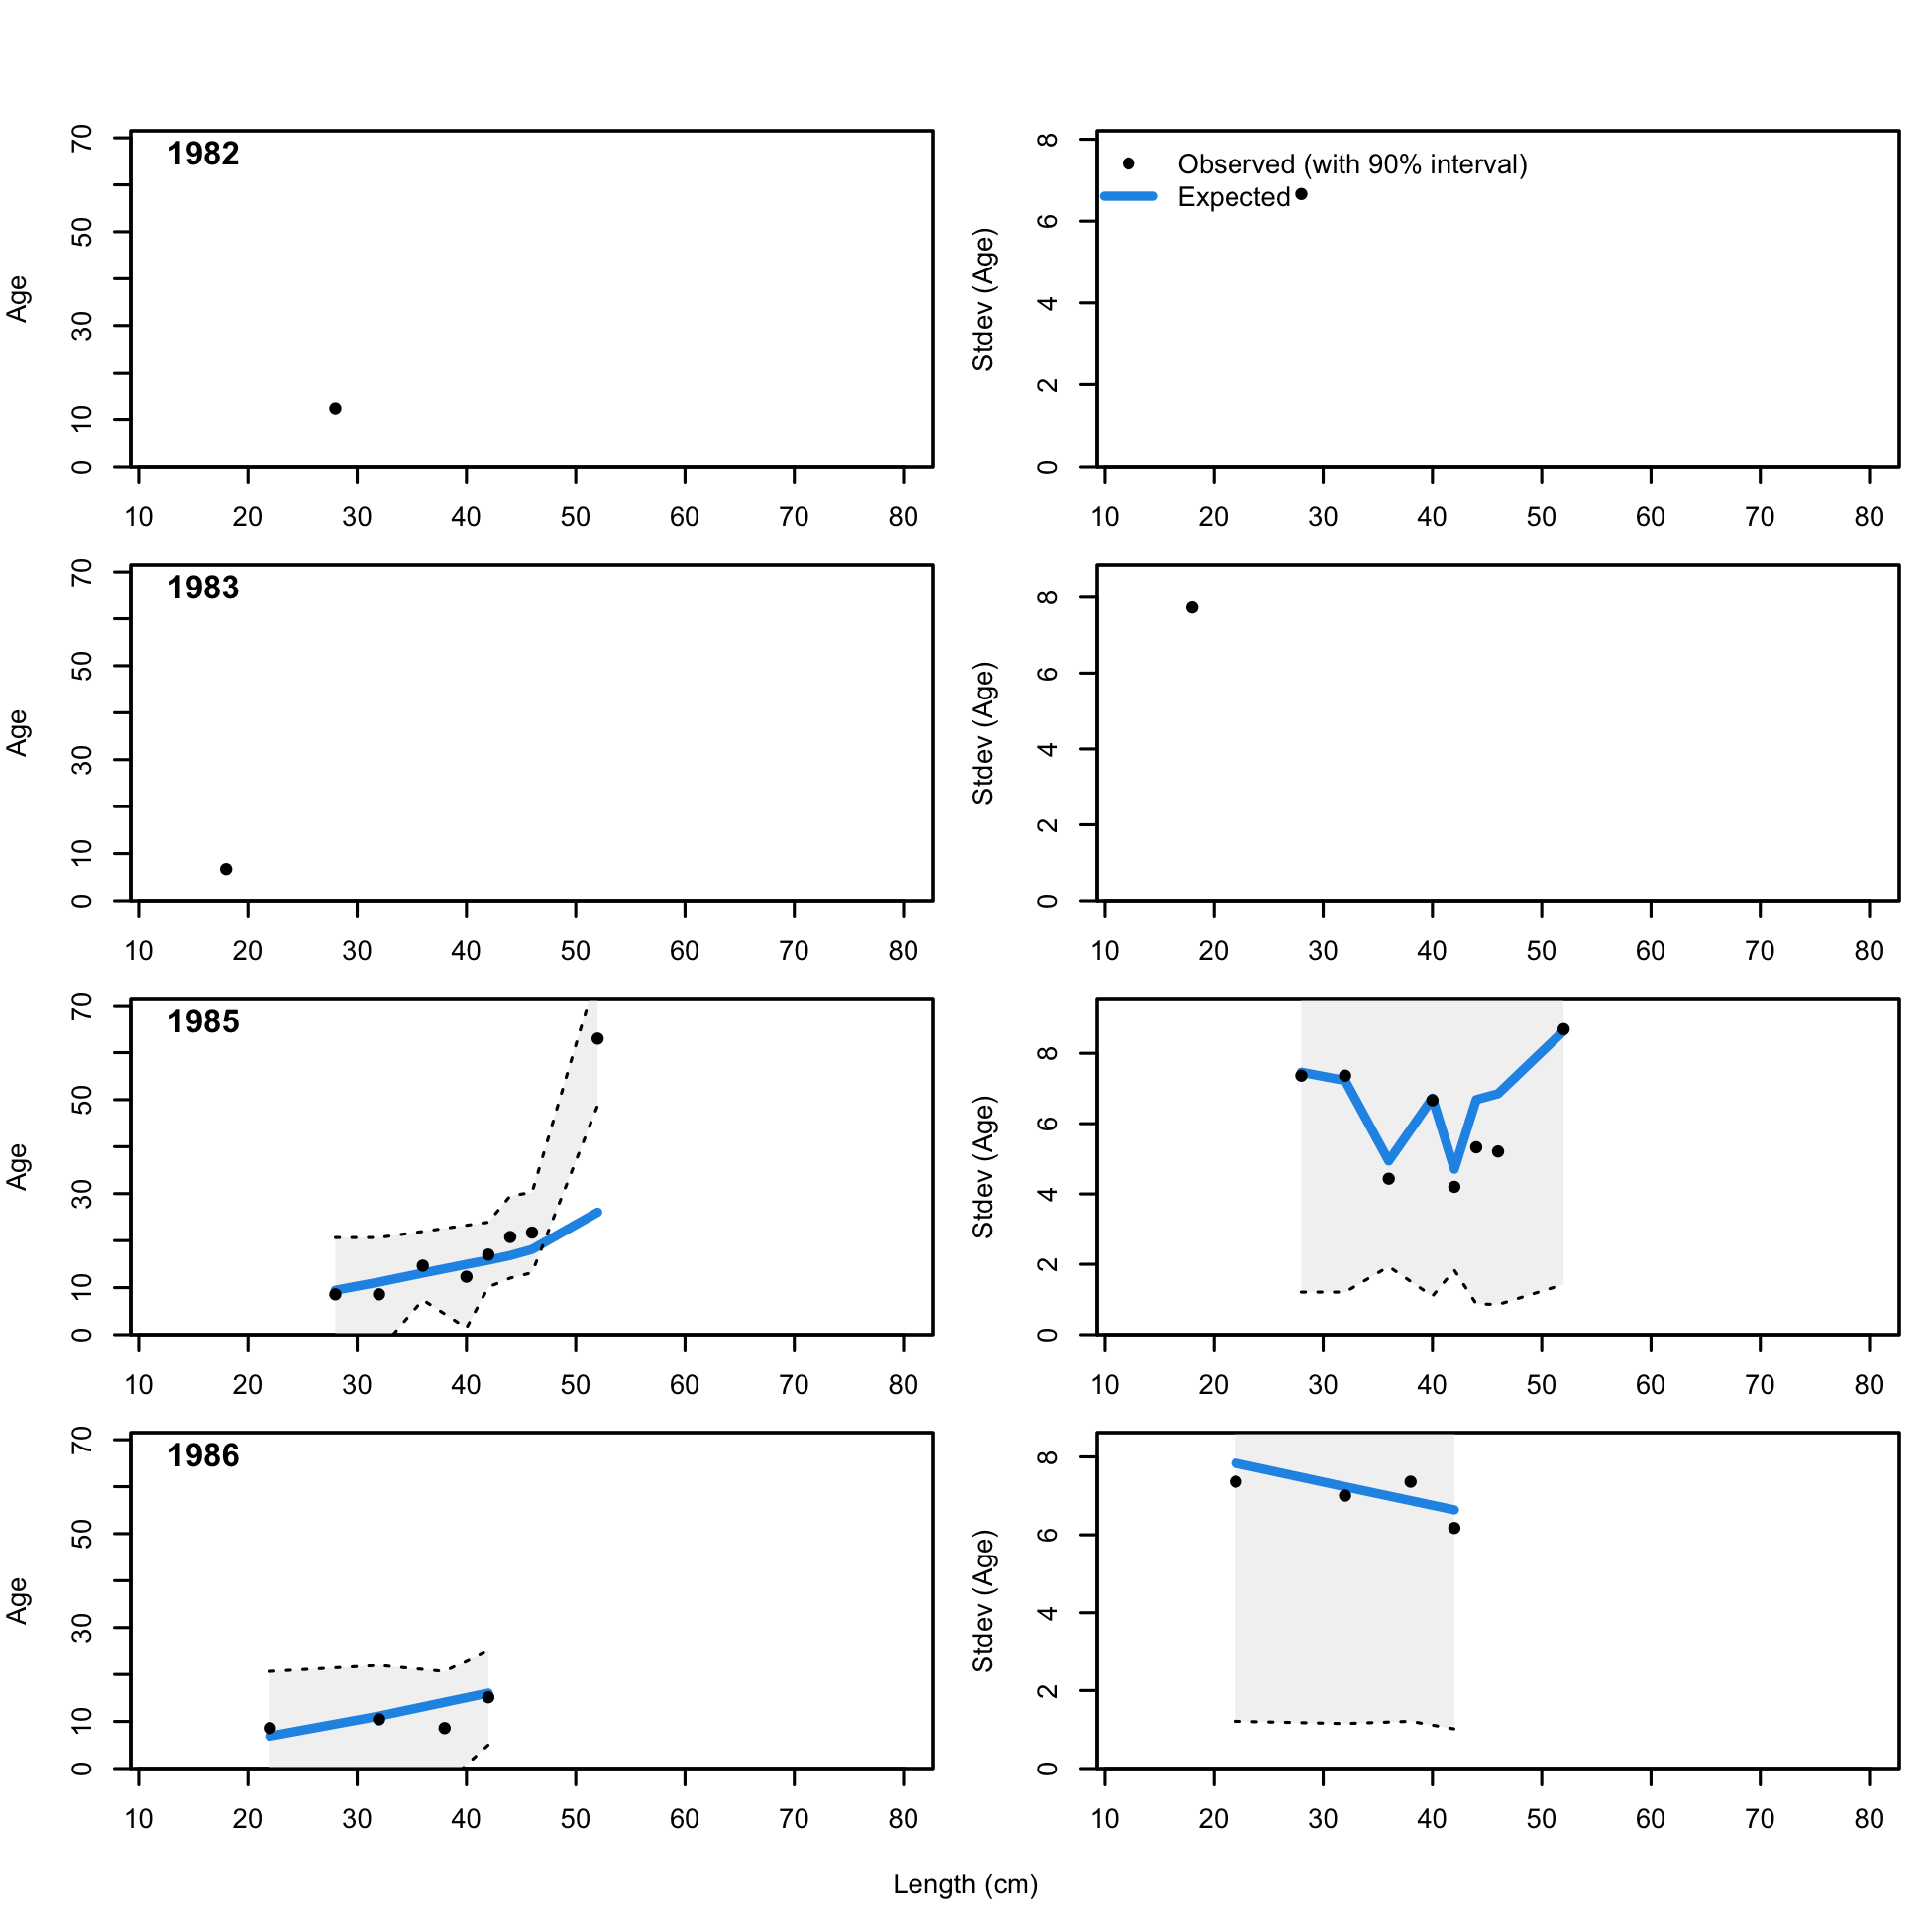 1982
Age
0 10 30 50 70
10 20 30 40 50 60 70 80
Observed (with 90% interval)
Expected
Stdev (Age)
0 2 4 6 8
10 20 30 40 50 60 70 80
1983
Age
0 10 30 50 70
10 20 30 40 50 60 70 80
Stdev (Age)
0 2 4 6 8
10 20 30 40 50 60 70 80
1985
Age
0 10 30 50 70
10 20 30 40 50 60 70 80
Stdev (Age)
0 2 4 6 8
10 20 30 40 50 60 70 80
1986
Age
0 10 30 50 70
10 20 30 40 50 60 70 80
Stdev (Age)
0 2 4 6 8
10 20 30 40 50 60 70 80
Length (cm)